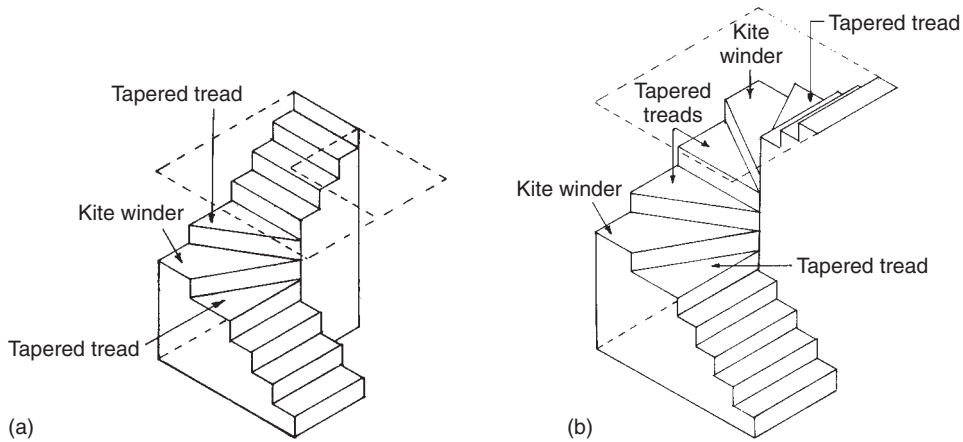 Tapered tread
Kite winder
Tapered tread
(a)
Kite
winder
Tapered tread
Tapered
treads
Kite winder
Tapered tread
(b)